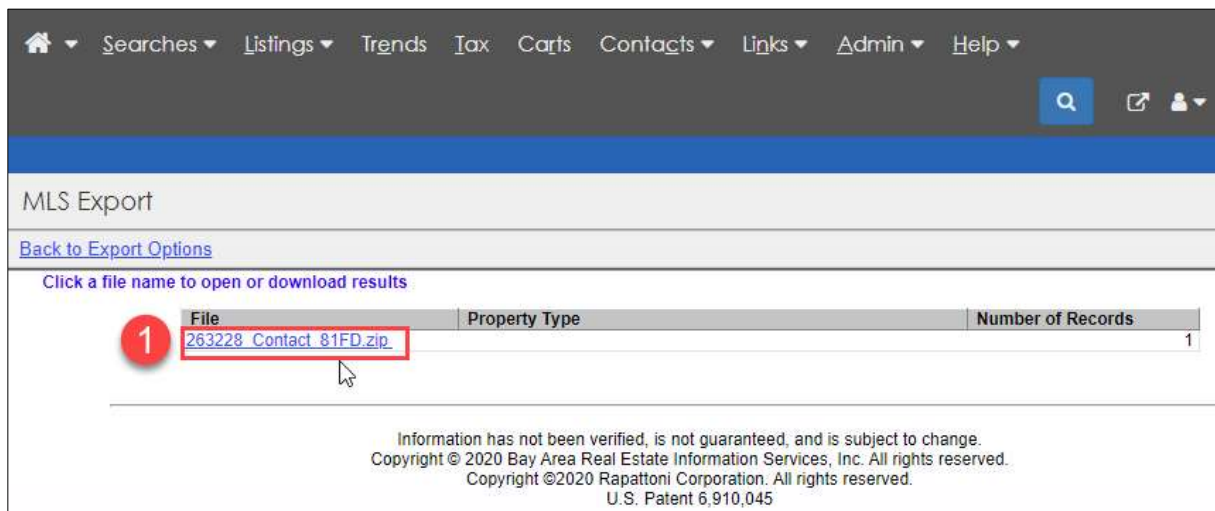 Searches Listings Trends Tax Carts Contacts Links Admin Help
MLS Export
Back to Export Options
Click a file name to open or download results
File Property Type Number of Records
1 263228_Contact_81FD.zip 1
Information has not been verified, is not guaranteed, and is subject to change.
Copyright © 2020 Bay Area Real Estate Information Services, Inc. All rights reserved.
Copyright ©2020 Rapattoni Corporation. All rights reserved.
U.S. Patent 6,910,045